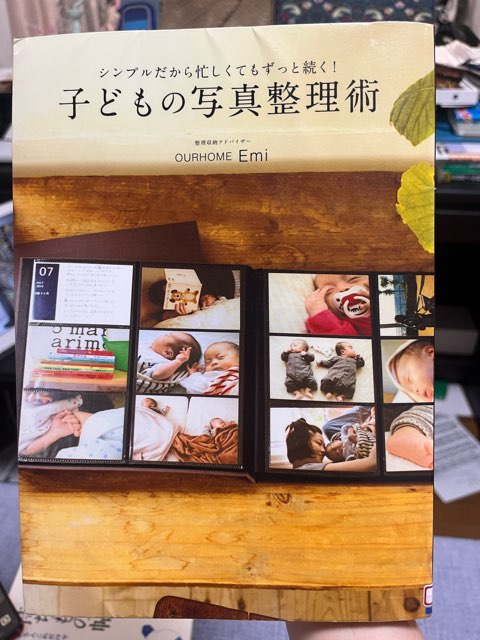 シンプルだから忙しくてもずっと続く!
子どもの写真整理術
整理収納アドバイザー
OURHOME Emi
07